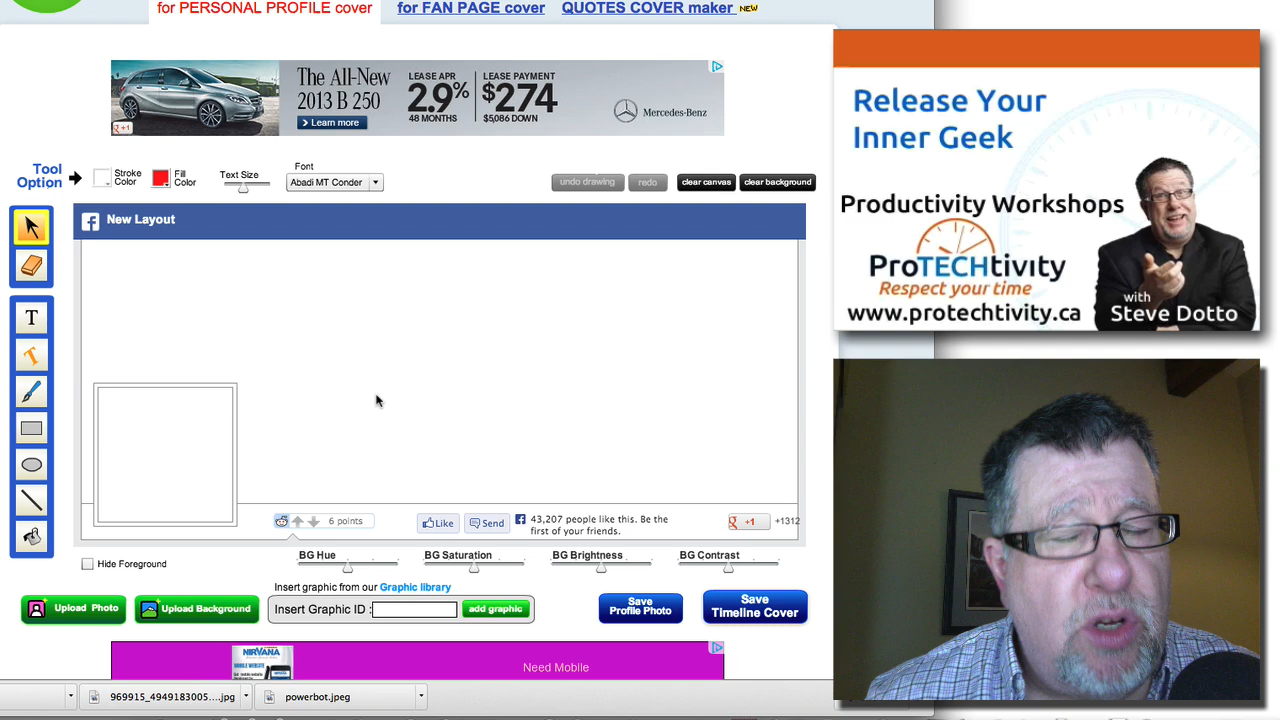 for PERSONAL PROFILE cover
for FAN PAGE cover
QUOTES COVER maker NEW
The All-New
2013 B 250
Learn more
LEASE APR
2.9%
48 MONTHS
LEASE PAYMENT
$274
$5,086 DOWN
Mercedes-Benz
+1
Tool
Option
Stroke
Color
Fill
Color
Text Size
Font
Abadi MT Conder
undo drawing
redo
clear canvas
clear background
New Layout
T
T
6 points
Like
Send
43,207 people like this. Be the
first of your friends.
+1
+1312
Hide Foreground
BG Hue
BG Saturation
BG Brightness
BG Contrast
Insert graphic from our Graphic library
Upload Photo
Upload Background
Insert Graphic ID :
add graphic
Save
Profile Photo
Save
Timeline Cover
NIRVANA
Need Mobile
969915_4949183005....jpg
powerbot.jpeg
Release Your
Inner Geek
Productivity Workshops
ProTECHtivity
Respect your time
www.protechtivity.ca
with
Steve Dotto